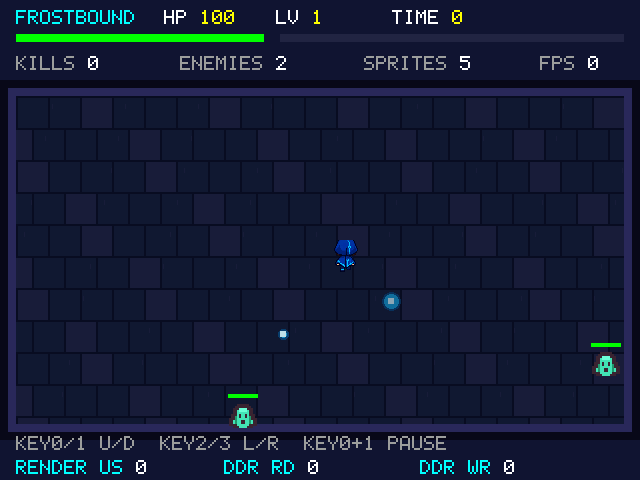 FROSTBOUND HP 100 LV 1 TIME 0
KILLS 0 ENEMIES 2 SPRITES 5 FPS 0
KEY0/1 U/D KEY2/3 L/R KEY0+1 PAUSE
RENDER US 0 DDR RD 0 DDR WR 0